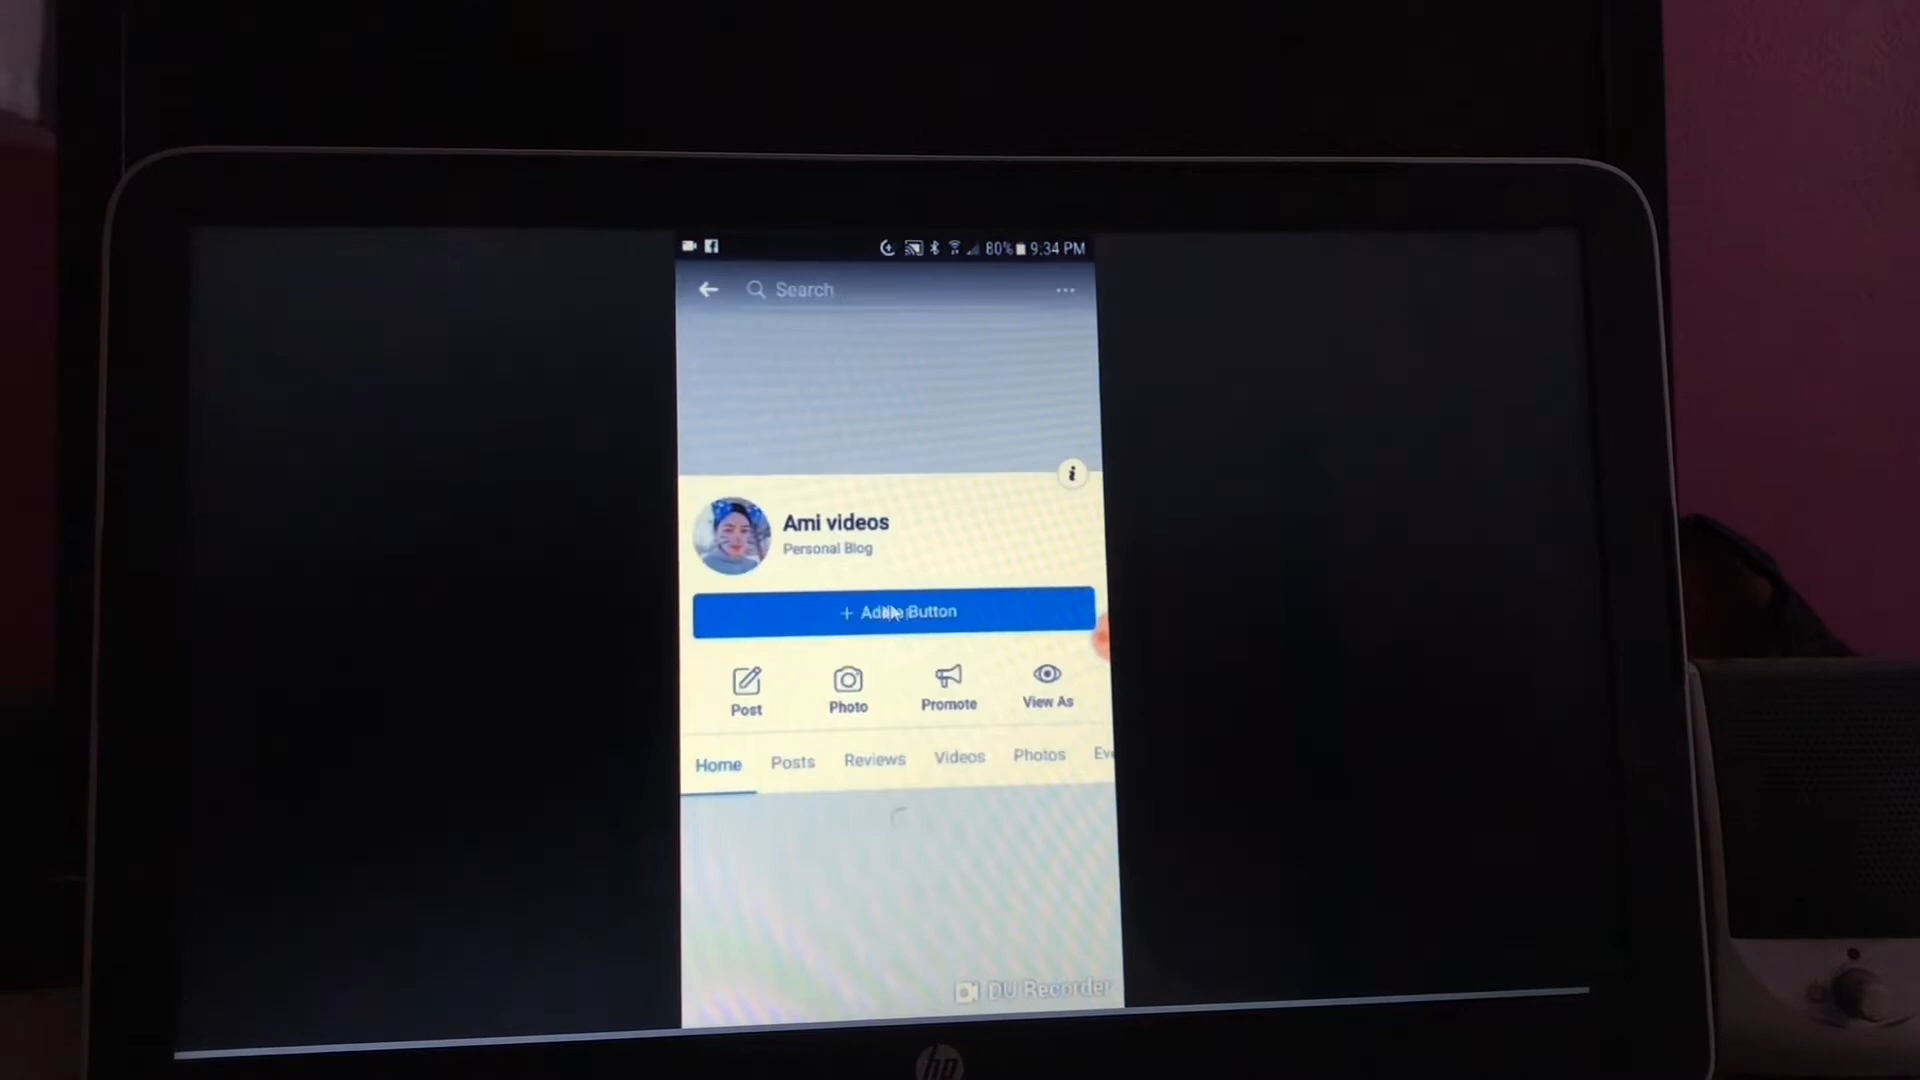 80% 9:34 PM
Search
Ami videos
Personal Blog
+ Add a Button
Post Photo Promote View As
Home Posts Reviews Videos Photos Eve
DU Recorder
hp